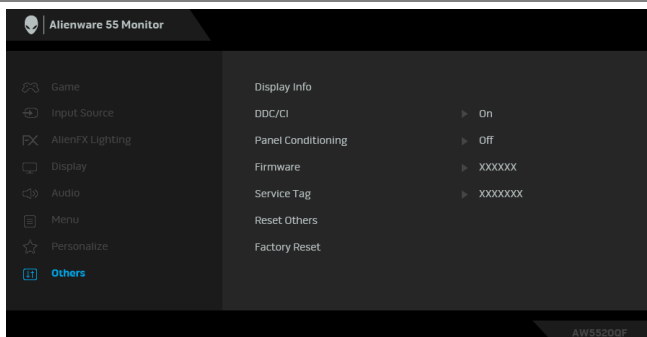 Alienware 55 Monitor
Game
Input Source
AlienFX Lighting
Display
Audio
Menu
Personalize
Others
Display Info
DDC/CI On
Panel Conditioning Off
Firmware XXXXXX
Service Tag XXXXXXX
Reset Others
Factory Reset
AW5520QF